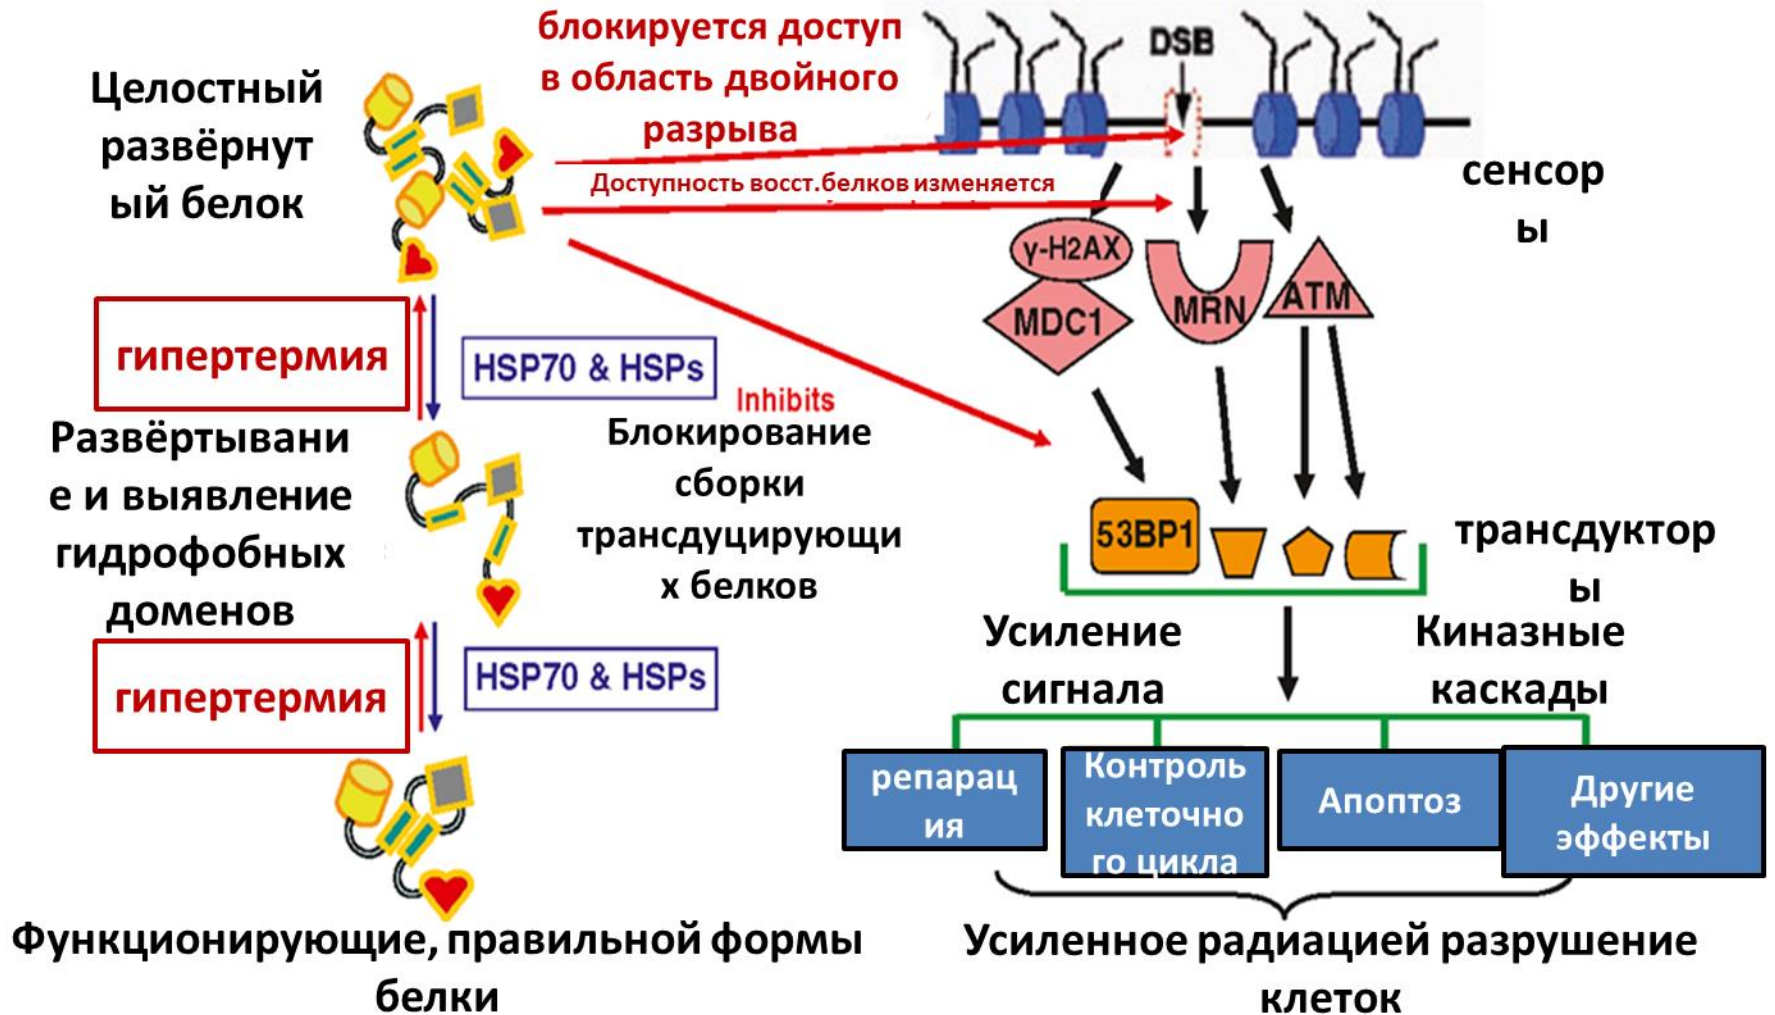 Целостный
развёрнут
ый белок
блокируется доступ
в область двойного
разрыва
Доступность восст.белков изменяется
DSB
сенсор
ы
γ-H2AX
MDC1
MRN
ATM
гипертермия
HSP70 & HSPs
Inhibits
Развёртывани
е и выявление
гидрофобных
доменов
Блокирование
сборки
трансдуцирующи
х белков
53BP1
трансдуктор
ы
Усиление
сигнала
Киназные
каскады
гипертермия
HSP70 & HSPs
репарац
ия
Контроль
клеточно
го цикла
Апоптоз
Другие
эффекты
Функционирующие, правильной формы
белки
Усиленное радиацией разрушение
клеток